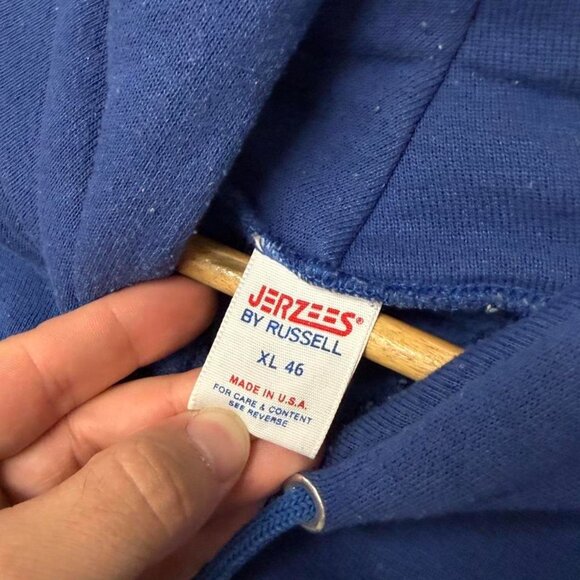 JERZEES®
BY RUSSELL
XL 46
MADE IN U.S.A.
FOR CARE & CONTENT
SEE REVERSE